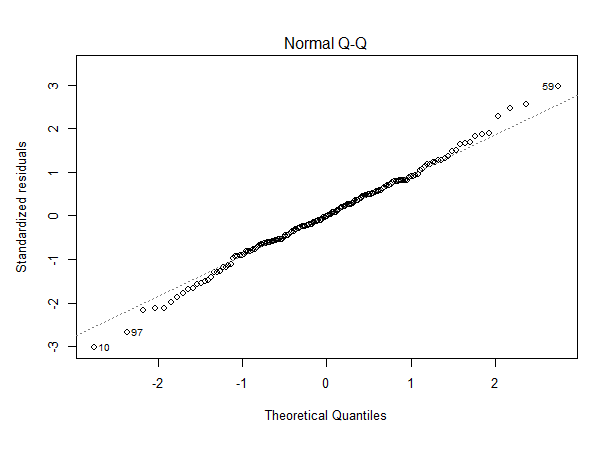 Normal Q-Q
Standardized residuals
3
2
1
0
-1
-2
-3
59
97
10
-2 -1 0 1 2
Theoretical Quantiles